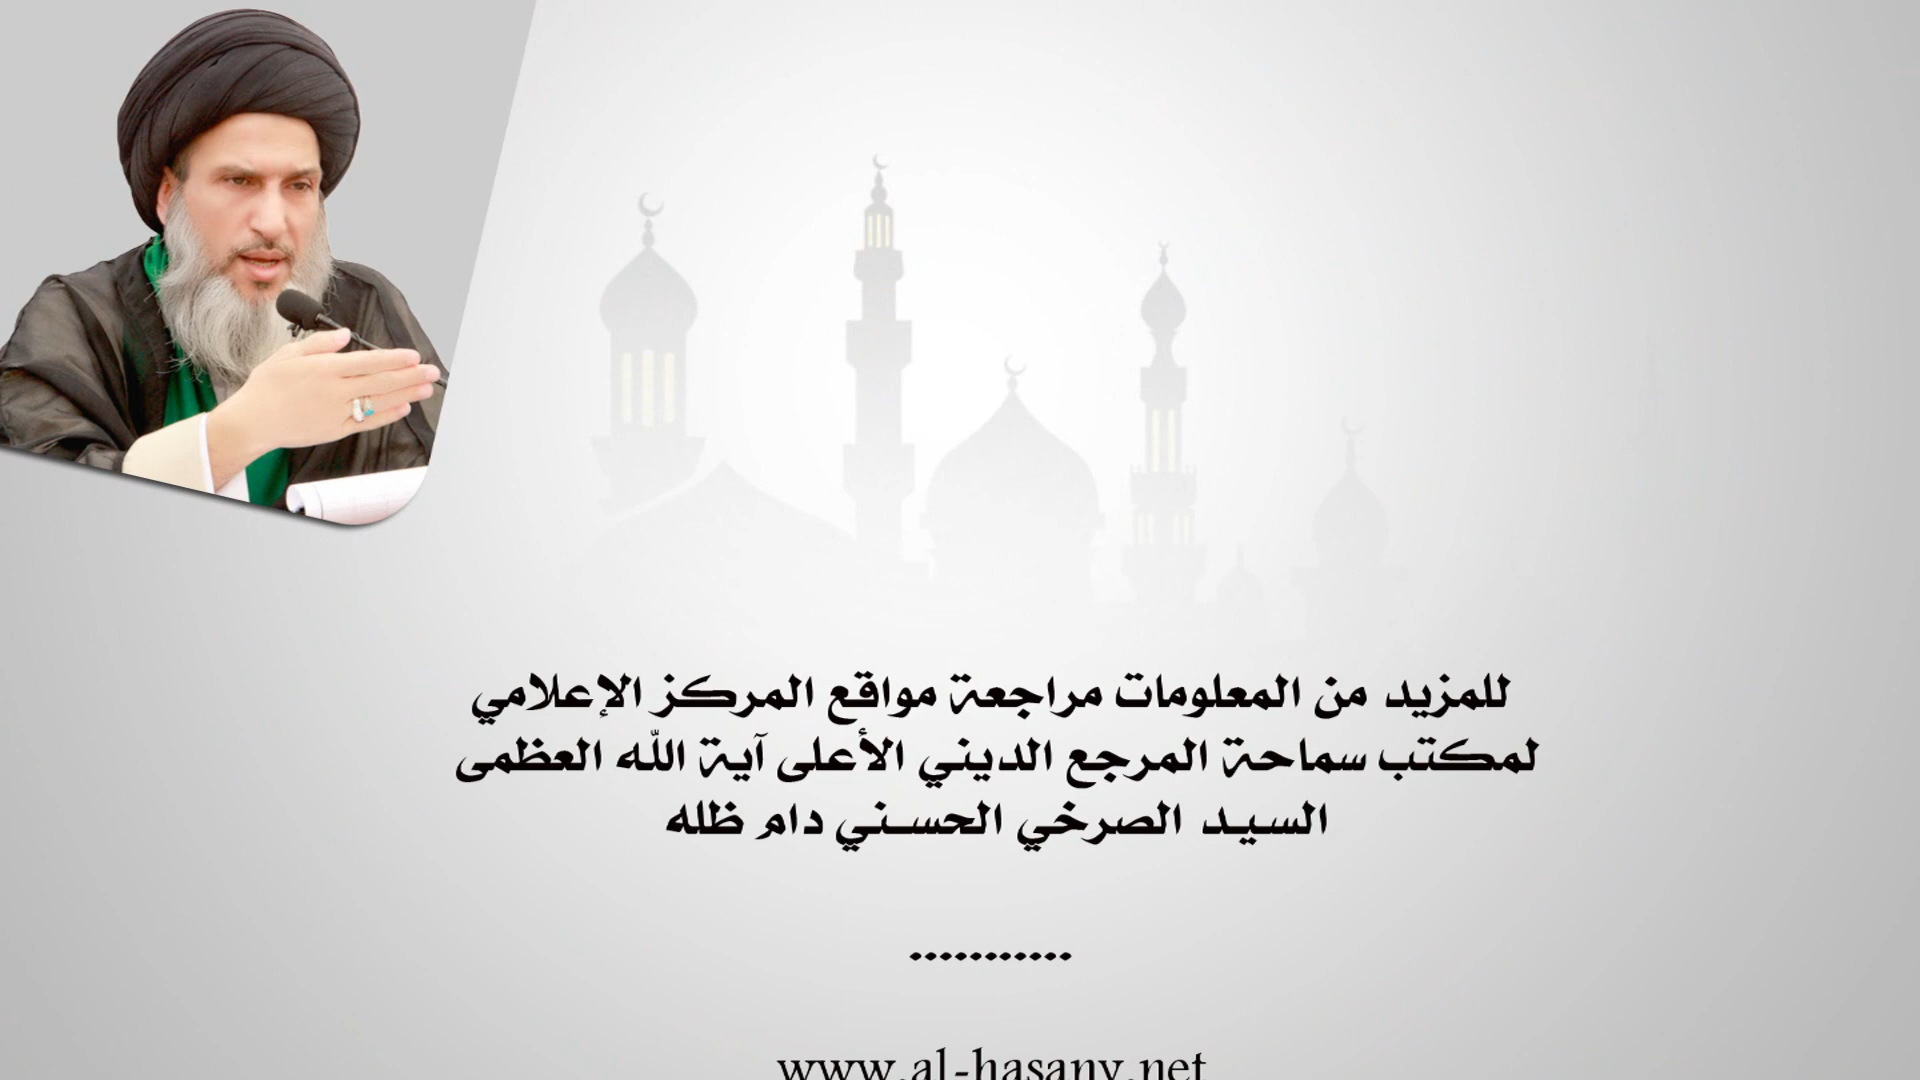 للمزيد من المعلومات مراجعة مواقع المركز الإعلامي
لمكتب سماحة المرجع الديني الأعلى آية الله العظمى
السيد الصرخي الحسني دام ظله
...........
www.al-hasany.net